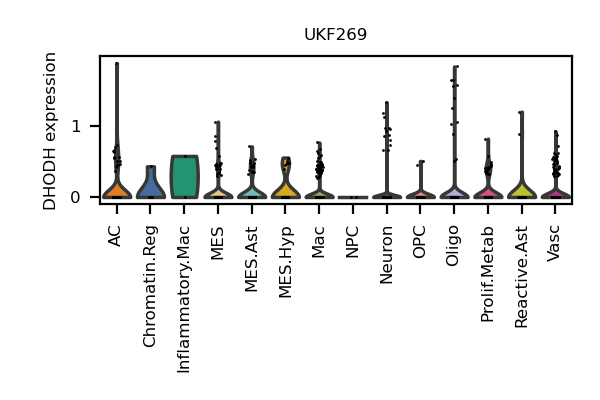 UKF269
DHODH expression
1
0
AC
Chromatin.Reg
Inflammatory.Mac
MES
MES.Ast
MES.Hyp
Mac
NPC
Neuron
OPC
Oligo
Prolif.Metab
Reactive.Ast
Vasc